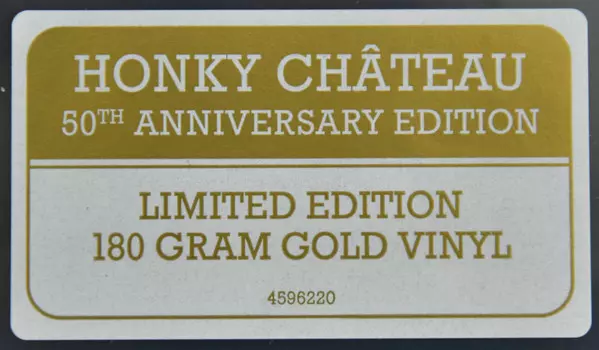 HONKY CHÂTEAU
50TH ANNIVERSARY EDITION
LIMITED EDITION
180 GRAM GOLD VINYL
4596220